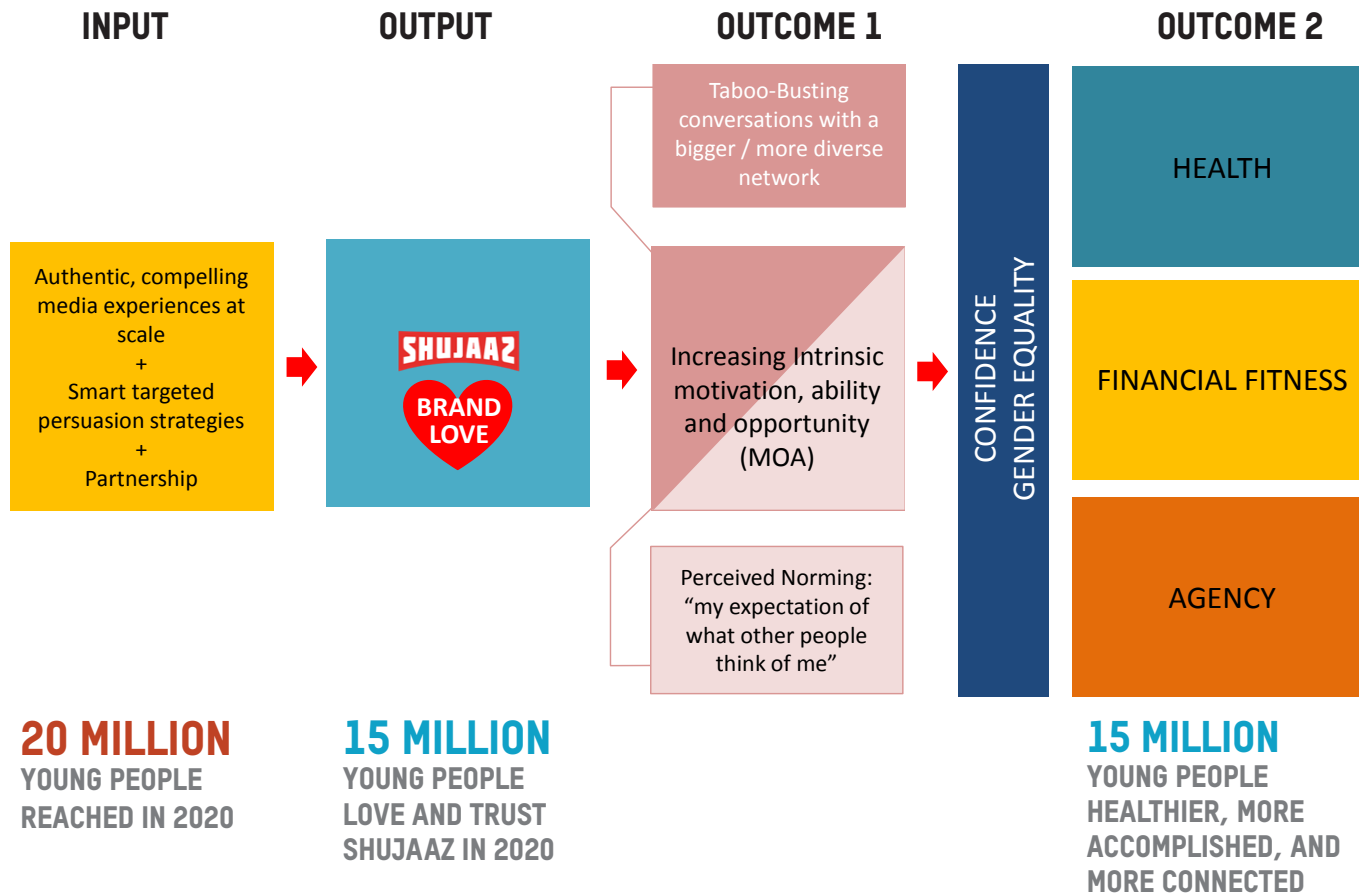 INPUT
OUTPUT
OUTCOME 1
OUTCOME 2
Authentic, compelling
media experiences at
scale
+
Smart targeted
persuasion strategies
+
Partnership
SHUJAAZ
BRAND
LOVE
Taboo-Busting
conversations with a
bigger / more diverse
network
Increasing Intrinsic
motivation, ability
and opportunity
(MOA)
Perceived Norming:
“my expectation of
what other people
think of me”
CONFIDENCE
GENDER EQUALITY
HEALTH
FINANCIAL FITNESS
AGENCY
20 MILLION
YOUNG PEOPLE
REACHED IN 2020
15 MILLION
YOUNG PEOPLE
LOVE AND TRUST
SHUJAAZ IN 2020
15 MILLION
YOUNG PEOPLE
HEALTHIER, MORE
ACCOMPLISHED, AND
MORE CONNECTED